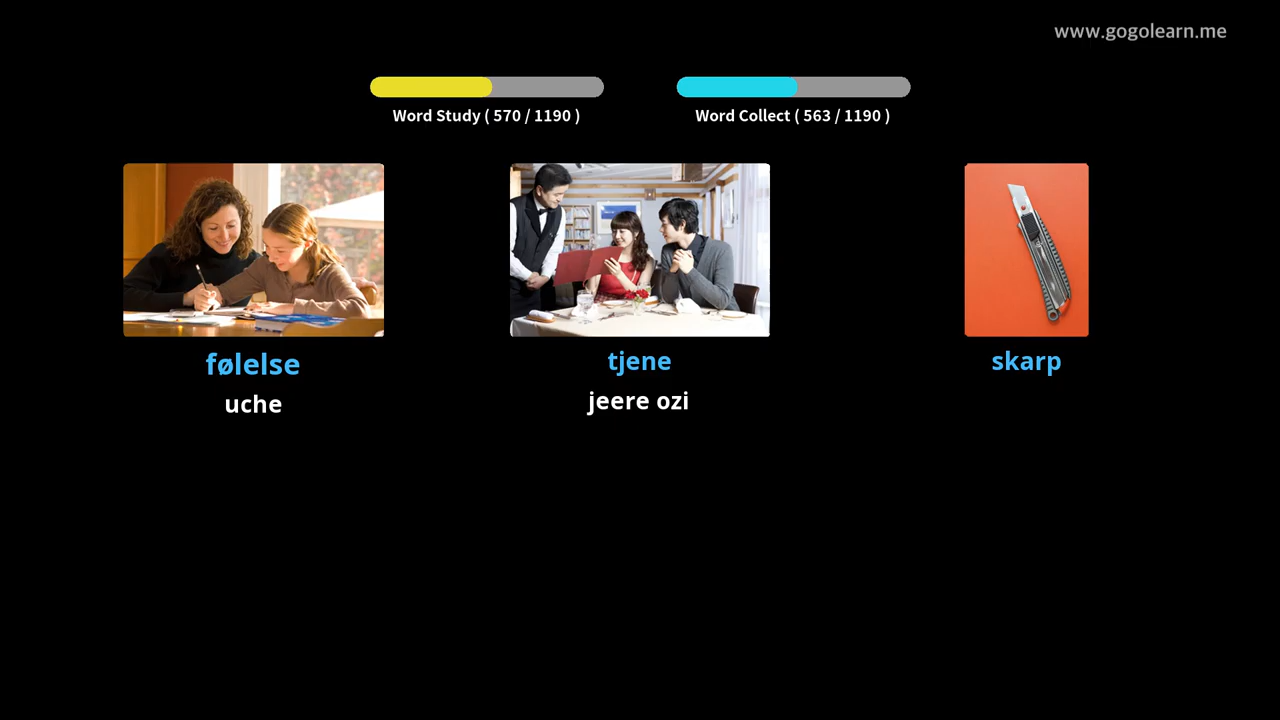 www.gogolearn.me
Word Study ( 570 / 1190 )
Word Collect ( 563 / 1190 )
følelse
uche
tjene
jeere ozi
skarp